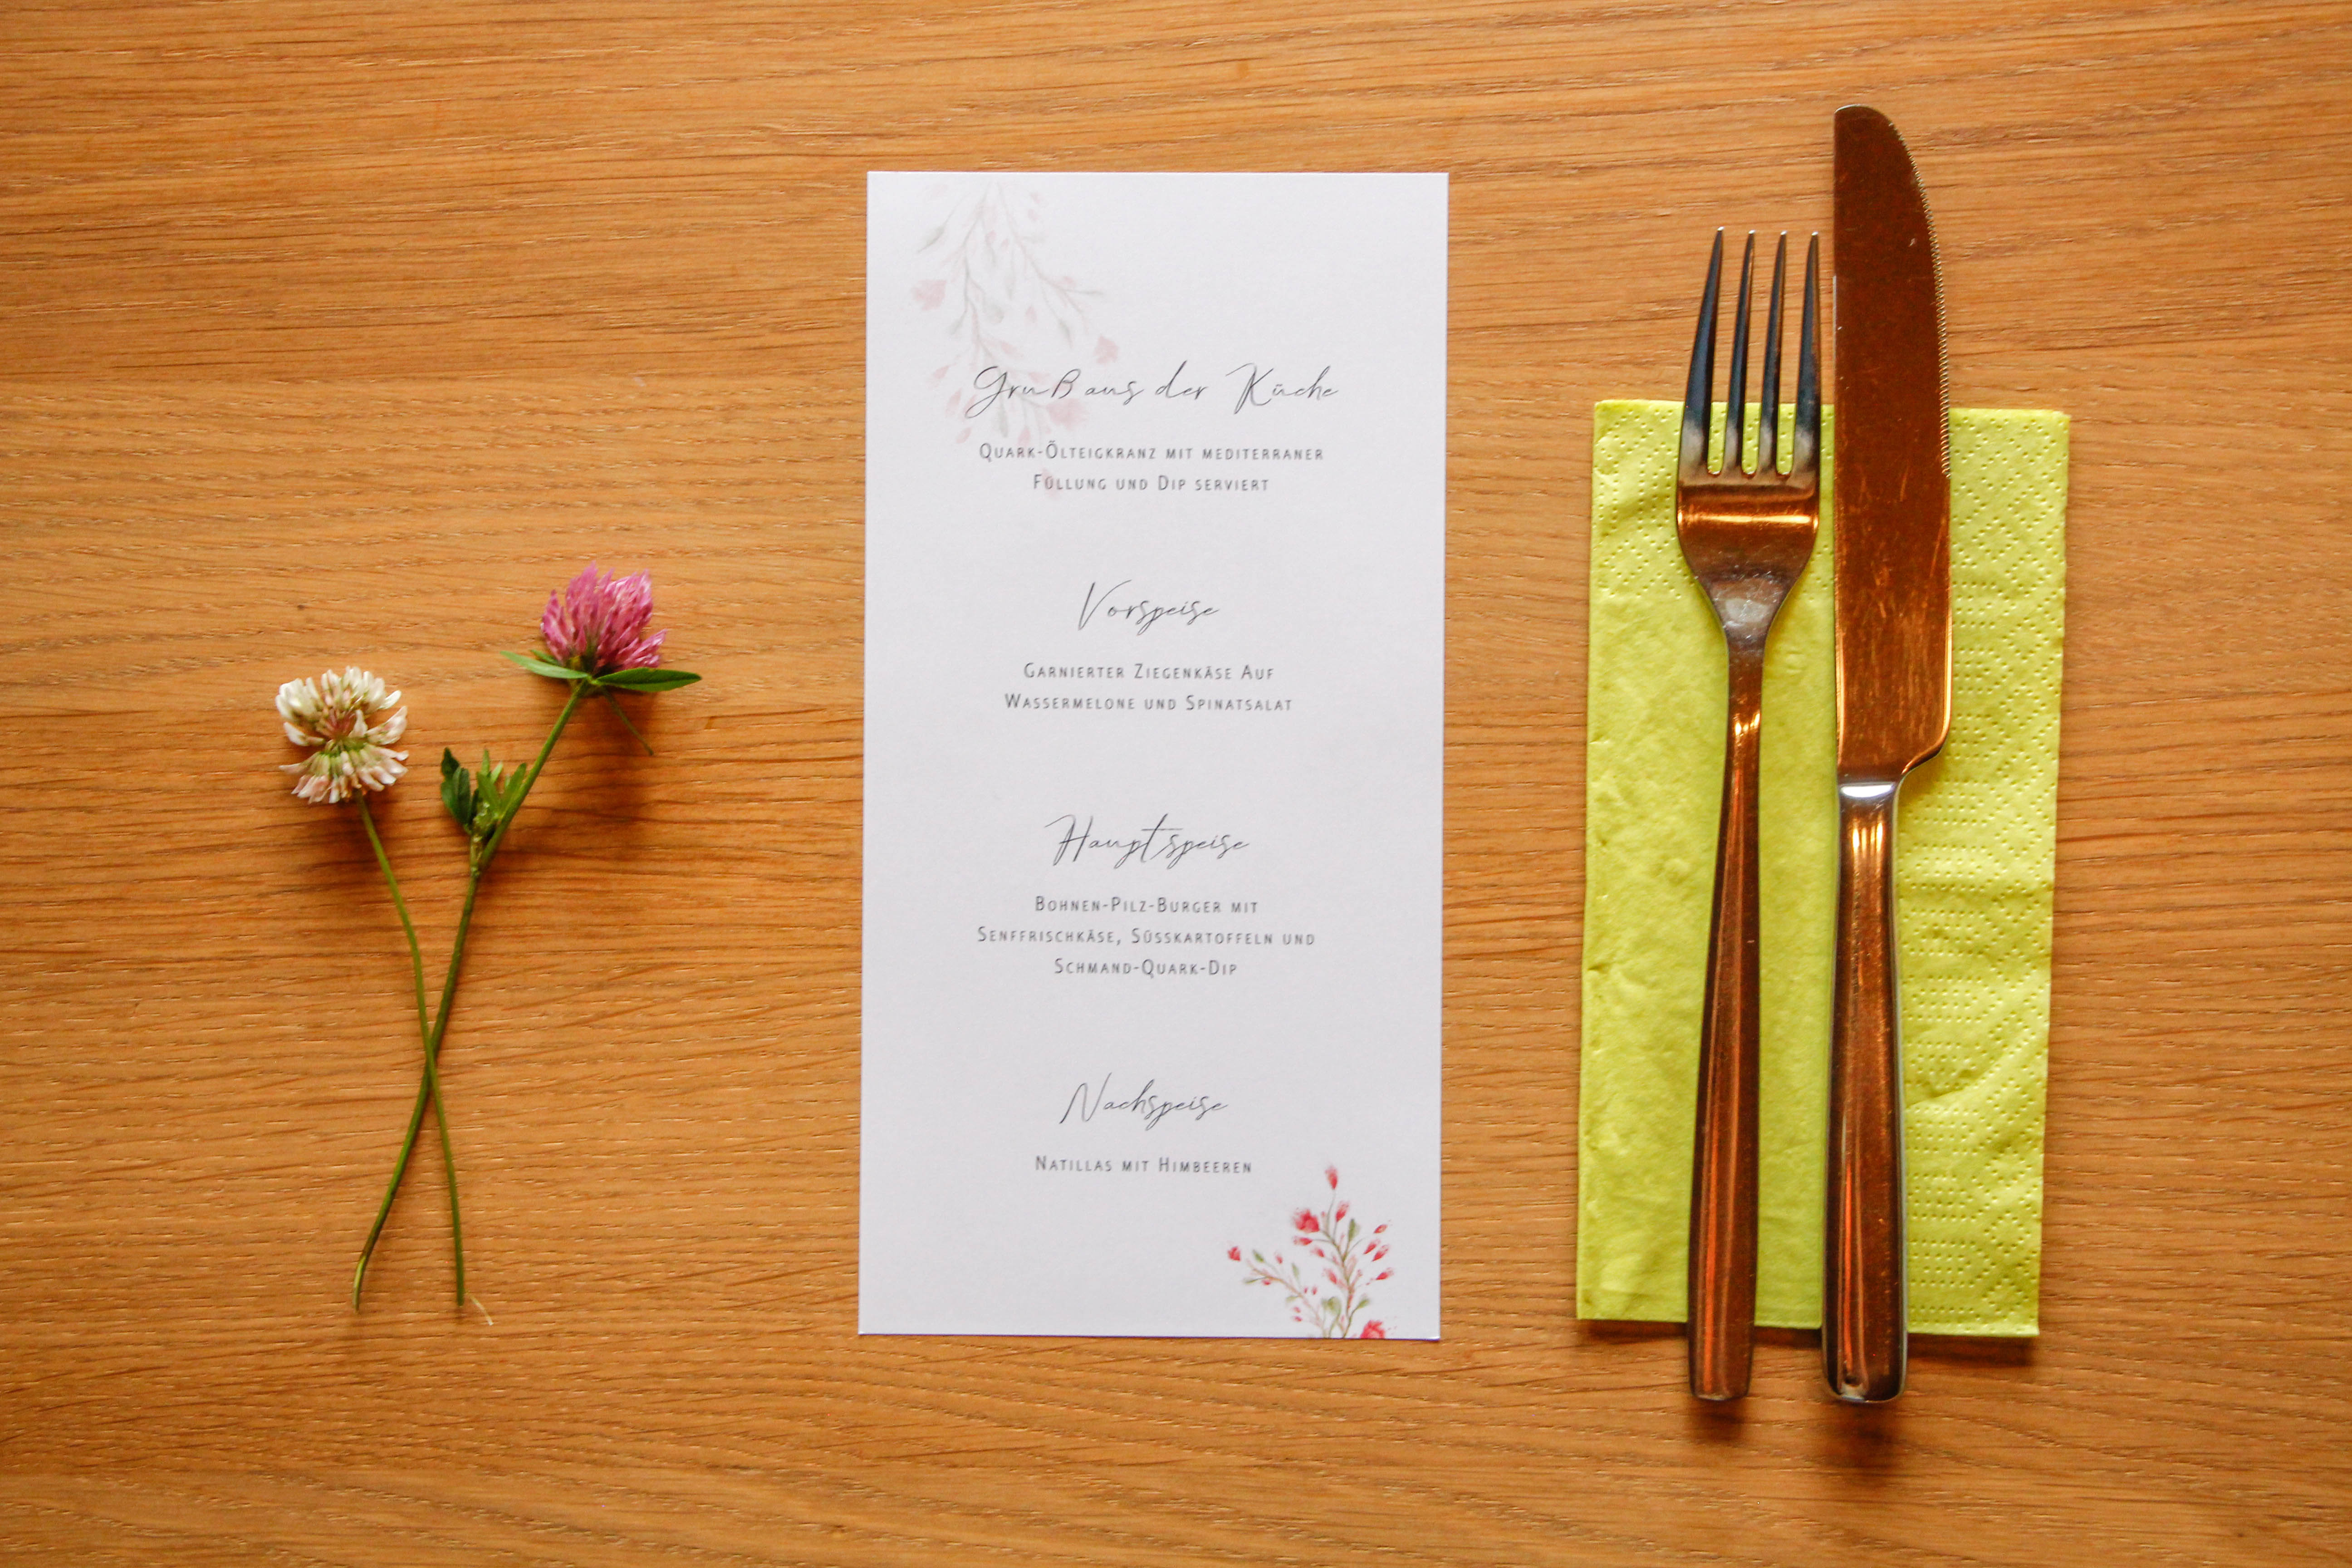 Gruß aus der Küche
Quark-Ölteigkranz mit mediterraner
Füllung und Dip serviert
Vorspeise
Garnierter Ziegenkäse Auf
Wassermelone und Spinatsalat
Hauptspeise
Bohnen-Pilz-Burger mit
Senffrischkäse, Süsskartoffeln und
Schmand-Quark-Dip
Nachspeise
Natillas mit Himbeeren